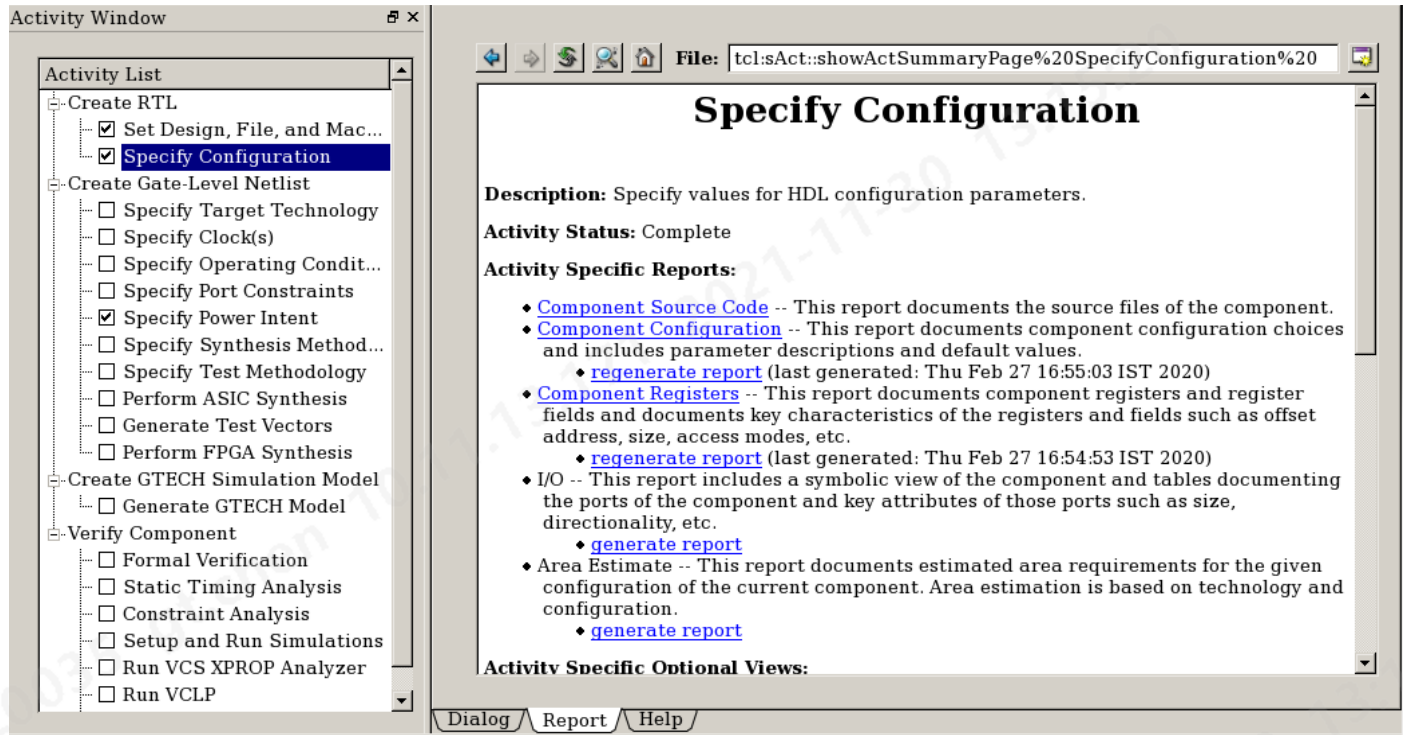 Activity Window
Activity List
Create RTL
Set Design, File, and Mac...
Specify Configuration
Create Gate-Level Netlist
Specify Target Technology
Specify Clock(s)
Specify Operating Condit...
Specify Port Constraints
Specify Power Intent
Specify Synthesis Method...
Specify Test Methodology
Perform ASIC Synthesis
Generate Test Vectors
Perform FPGA Synthesis
Create GTECH Simulation Model
Generate GTECH Model
Verify Component
Formal Verification
Static Timing Analysis
Constraint Analysis
Setup and Run Simulations
Run VCS XPROP Analyzer
Run VCLP
File: tcl:sAct::showActSummaryPage%20SpecifyConfiguration%20
Specify Configuration
Description: Specify values for HDL configuration parameters.
Activity Status: Complete
Activity Specific Reports:
Component Source Code -- This report documents the source files of the component.
Component Configuration -- This report documents component configuration choices
and includes parameter descriptions and default values.
regenerate report (last generated: Thu Feb 27 16:55:03 IST 2020)
Component Registers -- This report documents component registers and register
fields and documents key characteristics of the registers and fields such as offset
address, size, access modes, etc.
regenerate report (last generated: Thu Feb 27 16:54:53 IST 2020)
I/O -- This report includes a symbolic view of the component and tables documenting
the ports of the component and key attributes of those ports such as size,
directionality, etc.
generate report
Area Estimate -- This report documents estimated area requirements for the given
configuration of the current component. Area estimation is based on technology and
configuration.
generate report
Activity Specific Optional Views:
Dialog
Report
Help